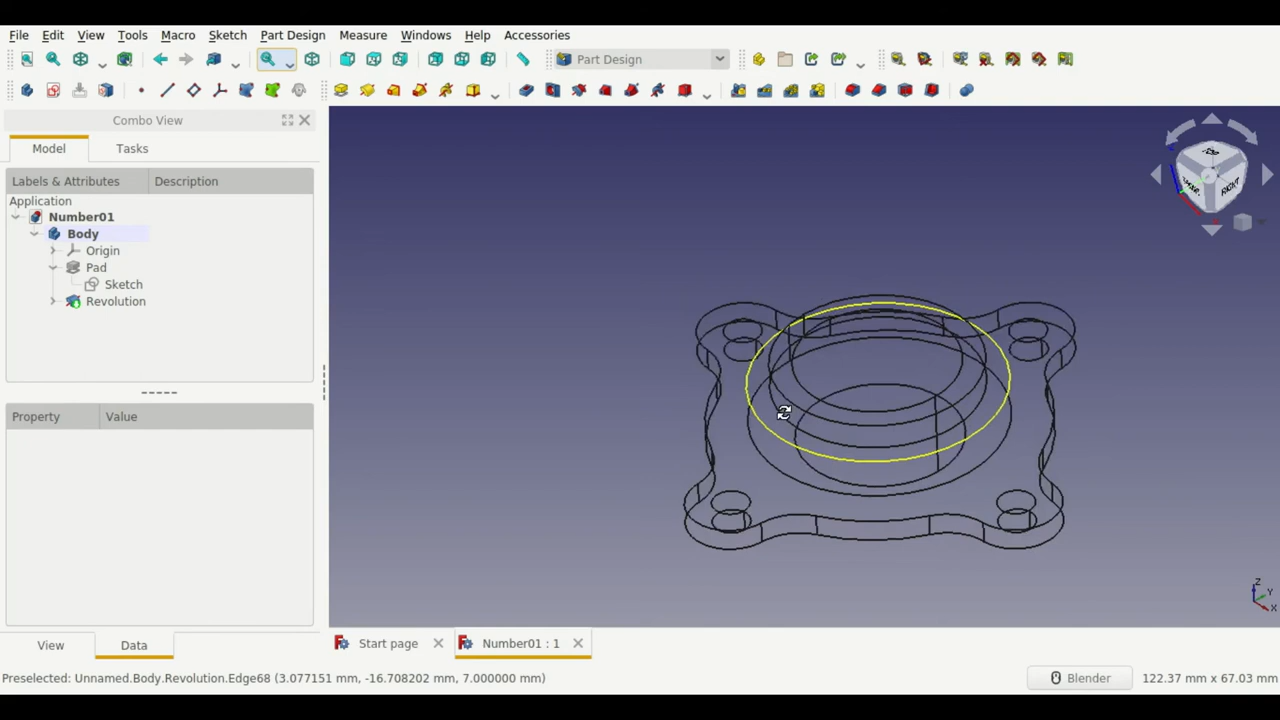 File Edit View Tools Macro Sketch Part Design Measure Windows Help Accessories
Part Design
Combo View
Model Tasks
Labels & Attributes Description
Application
Number01
Body
Origin
Pad
Sketch
Revolution
Property Value
View Data
Start page Number01 : 1
Preselected: Unnamed.Body.Revolution.Edge68 (3.077151 mm, -16.708202 mm, 7.000000 mm) Blender 122.37 mm x 67.03 mm
RIGHT
Z
Y
X